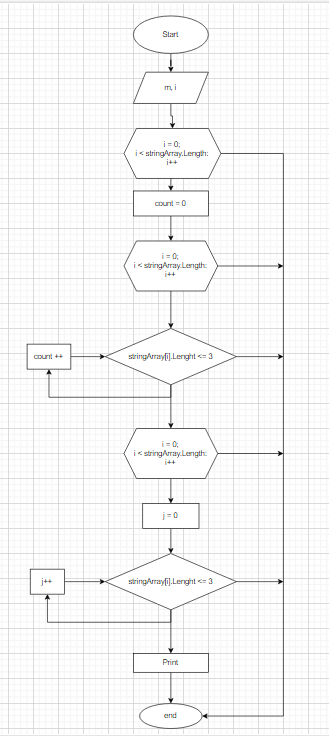 Start
m, i
i = 0;
i < stringArray.Length:
i++
count = 0
i = 0;
i < stringArray.Length:
i++
count ++
stringArray[i].Lenght <= 3
i = 0;
i < stringArray.Length:
i++
j = 0
j++
stringArray[i].Lenght <= 3
Print
end